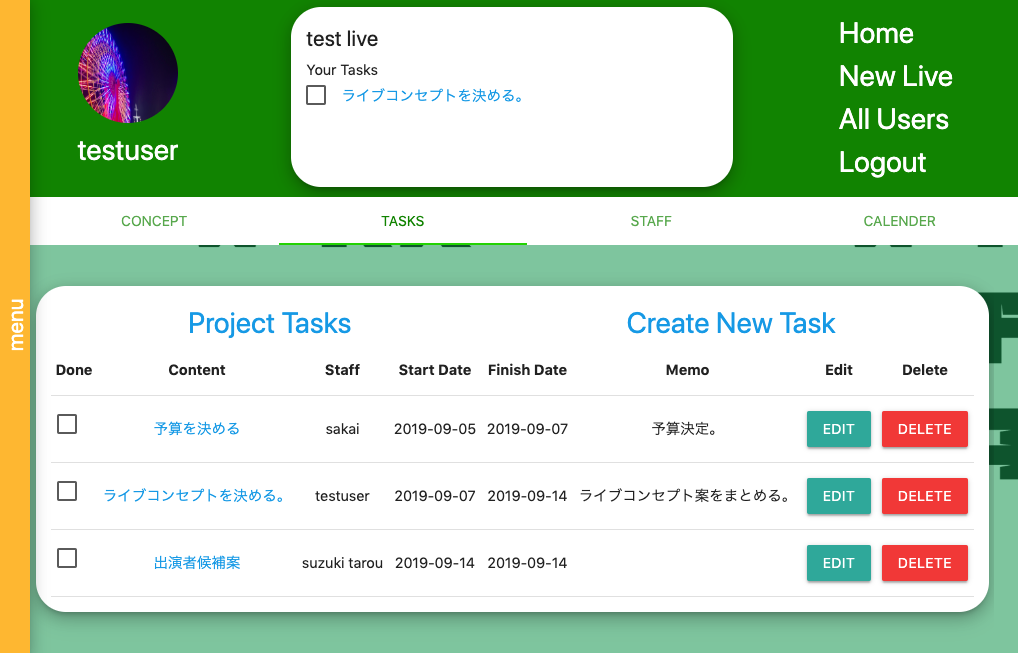 testuser
test live
Your Tasks
ライブコンセプトを決める。
Home
New Live
All Users
Logout
menu
CONCEPT TASKS STAFF CALENDER
Project Tasks Create New Task
Done Content Staff Start Date Finish Date Memo Edit Delete
予算を決める sakai 2019-09-05 2019-09-07 予算決定。 EDIT DELETE
ライブコンセプトを決める。 testuser 2019-09-07 2019-09-14 ライブコンセプト案をまとめる。 EDIT DELETE
出演者候補案 suzuki tarou 2019-09-14 2019-09-14 EDIT DELETE